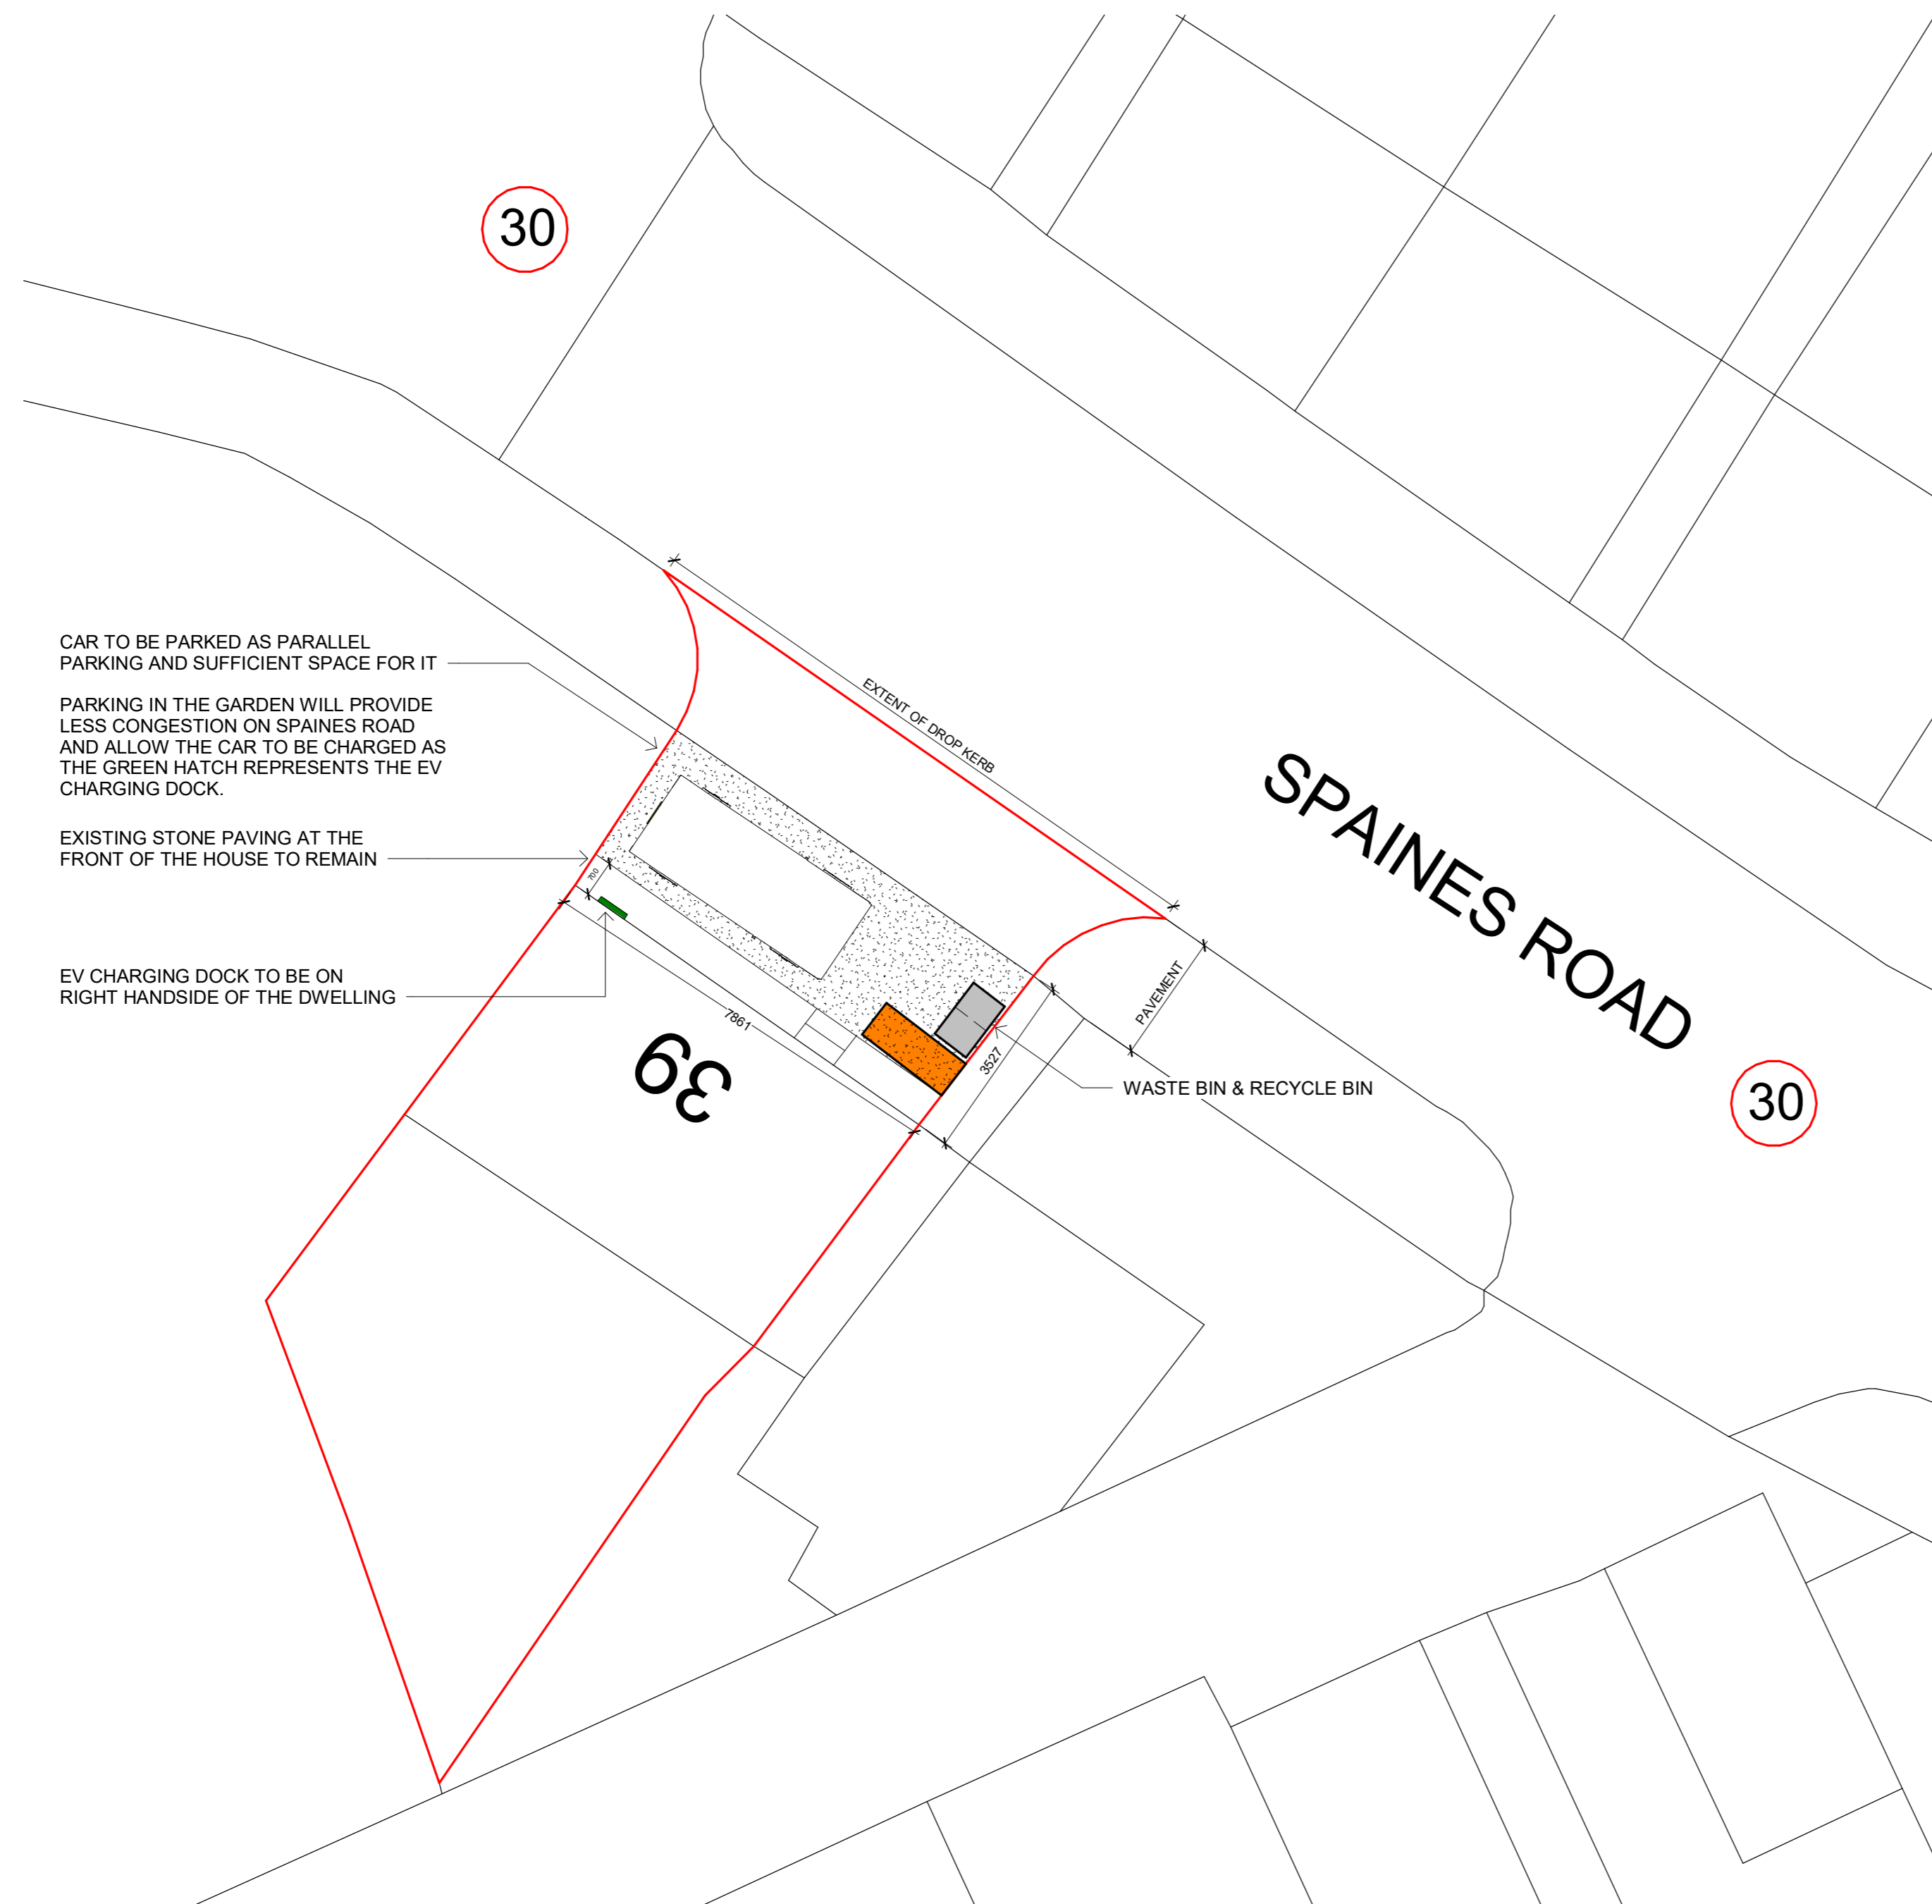 30
CAR TO BE PARKED AS PARALLEL
PARKING AND SUFFICIENT SPACE FOR IT
PARKING IN THE GARDEN WILL PROVIDE
LESS CONGESTION ON SPAINES ROAD
AND ALLOW THE CAR TO BE CHARGED AS
THE GREEN HATCH REPRESENTS THE EV
CHARGING DOCK.
EXISTING STONE PAVING AT THE
FRONT OF THE HOUSE TO REMAIN
EV CHARGING DOCK TO BE ON
RIGHT HANDSIDE OF THE DWELLING
EXTENT OF DROP KERB
SPAINES ROAD
700
7861
39
3527
PAVEMENT
WASTE BIN & RECYCLE BIN
30